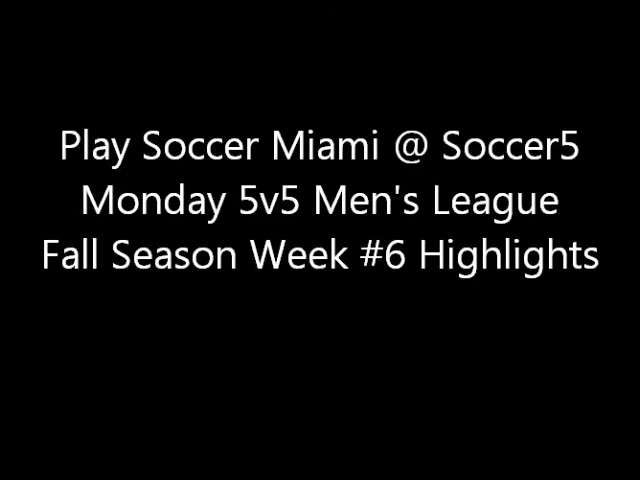 Play Soccer Miami @ Soccer5
Monday 5v5 Men's League
Fall Season Week #6 Highlights